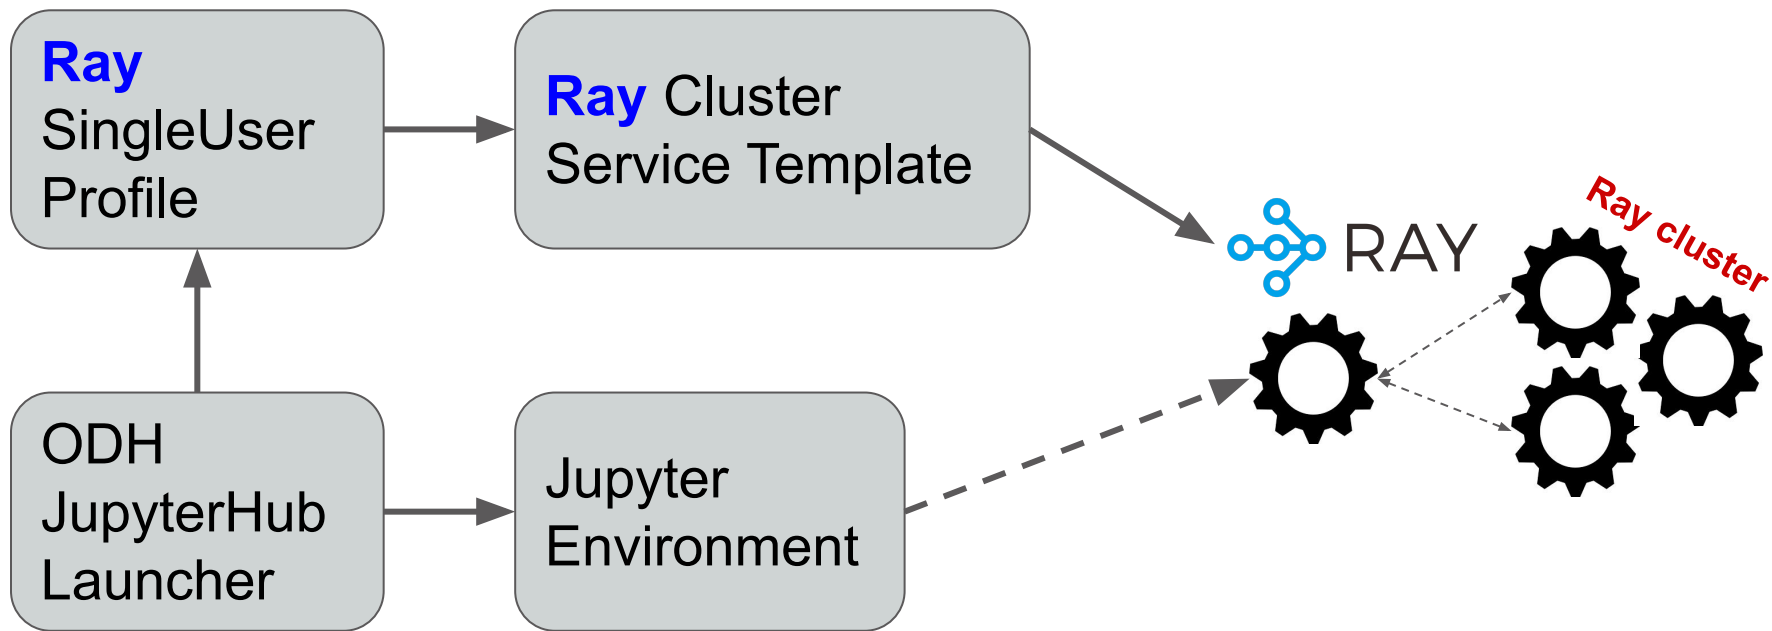 Ray
SingleUser
Profile
Ray Cluster
Service Template
RAY
Ray cluster
ODH
JupyterHub
Launcher
Jupyter
Environment